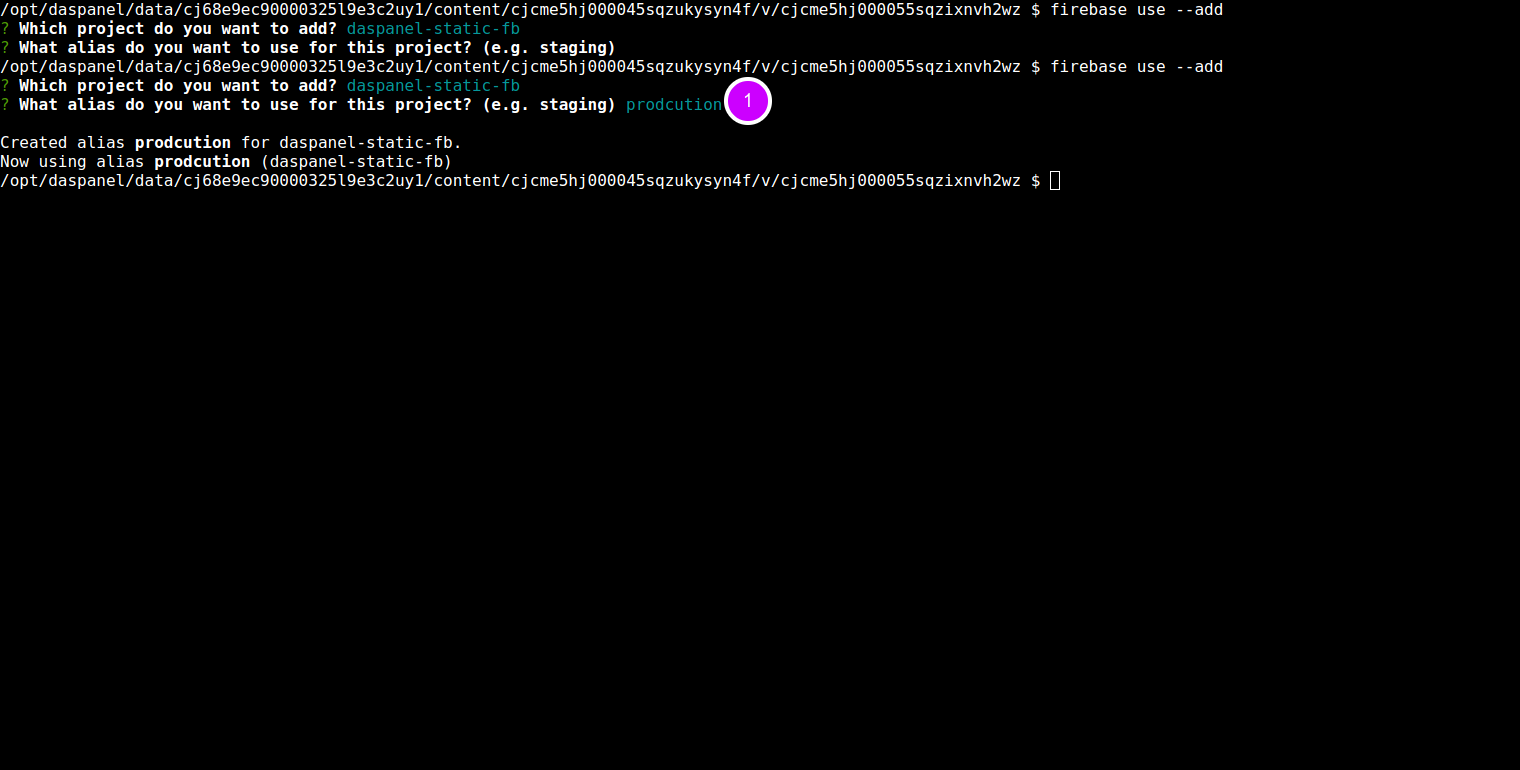 /opt/daspanel/data/cj68e9ec90000325l9e3c2uy1/content/cjcme5hj000045sqzukysyn4f/v/cjcme5hj000055sqzixnvh2wz $ firebase use --add
? Which project do you want to add? daspanel-static-fb
? What alias do you want to use for this project? (e.g. staging)
/opt/daspanel/data/cj68e9ec90000325l9e3c2uy1/content/cjcme5hj000045sqzukysyn4f/v/cjcme5hj000055sqzixnvh2wz $ firebase use --add
? Which project do you want to add? daspanel-static-fb
? What alias do you want to use for this project? (e.g. staging) prodcution 1
Created alias prodcution for daspanel-static-fb.
Now using alias prodcution (daspanel-static-fb)
/opt/daspanel/data/cj68e9ec90000325l9e3c2uy1/content/cjcme5hj000045sqzukysyn4f/v/cjcme5hj000055sqzixnvh2wz $